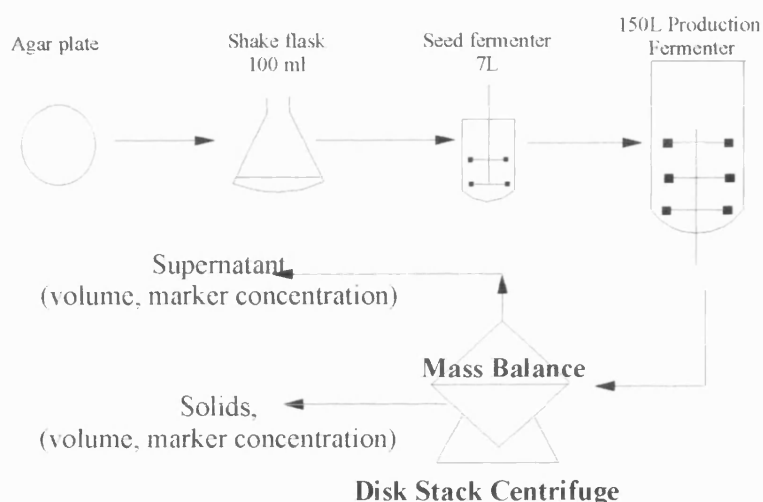 Agar plate
Shake flask
100 ml
Seed fermenter
7L
150L Production
Fermenter
Supernatant
(volume, marker concentration)
Mass Balance
Solids,
(volume, marker concentration)
Disk Stack Centrifuge